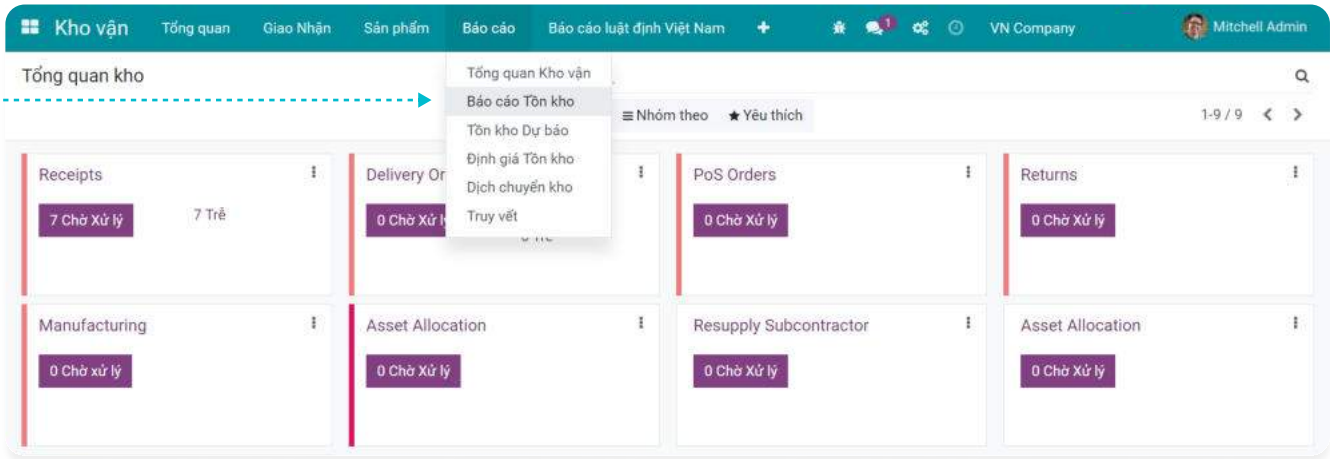 Kho vận Tổng quan Giao Nhận Sản phẩm Báo cáo Báo cáo luật định Việt Nam 1 VN Company Mitchell Admin
Tổng quan kho
Tổng quan Kho vận
Báo cáo Tồn kho
Tồn kho Dự báo
Định giá Tồn kho
Dịch chuyển kho
Truy vết
Nhóm theo Yêu thích 1-9 / 9
Receipts
7 Chờ Xử lý 7 Trễ
Delivery Or
0 Chờ Xử lý
PoS Orders
0 Chờ Xử lý
Returns
0 Chờ Xử lý
Manufacturing
0 Chờ xử lý
Asset Allocation
0 Chờ Xử lý
Resupply Subcontractor
0 Chờ Xử lý
Asset Allocation
0 Chờ Xử lý